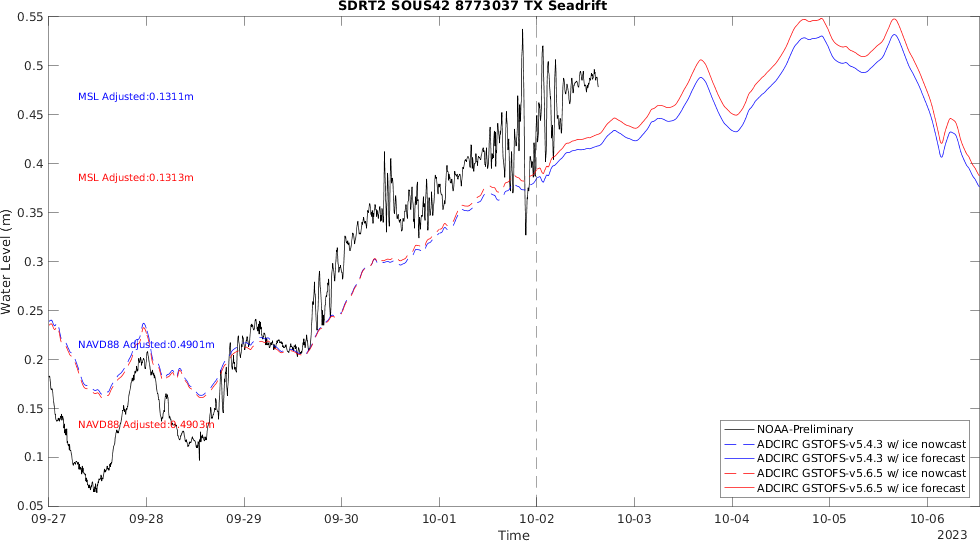 SDRT2 SOUS42 8773037 TX Seadrift
0.55
0.5
0.45
0.4
0.35
0.3
0.25
0.2
0.15
0.1
0.05
Water Level (m)
MSL Adjusted:0.1311m
MSL Adjusted:0.1313m
NAVD88 Adjusted:0.4901m
NAVD88 Adjusted:0.4903m
NOAA-Preliminary
ADCIRC GSTOFS-v5.4.3 w/ ice nowcast
ADCIRC GSTOFS-v5.4.3 w/ ice forecast
ADCIRC GSTOFS-v5.6.5 w/ ice nowcast
ADCIRC GSTOFS-v5.6.5 w/ ice forecast
09-27 09-28 09-29 09-30 10-01 10-02 10-03 10-04 10-05 10-06
Time
2023